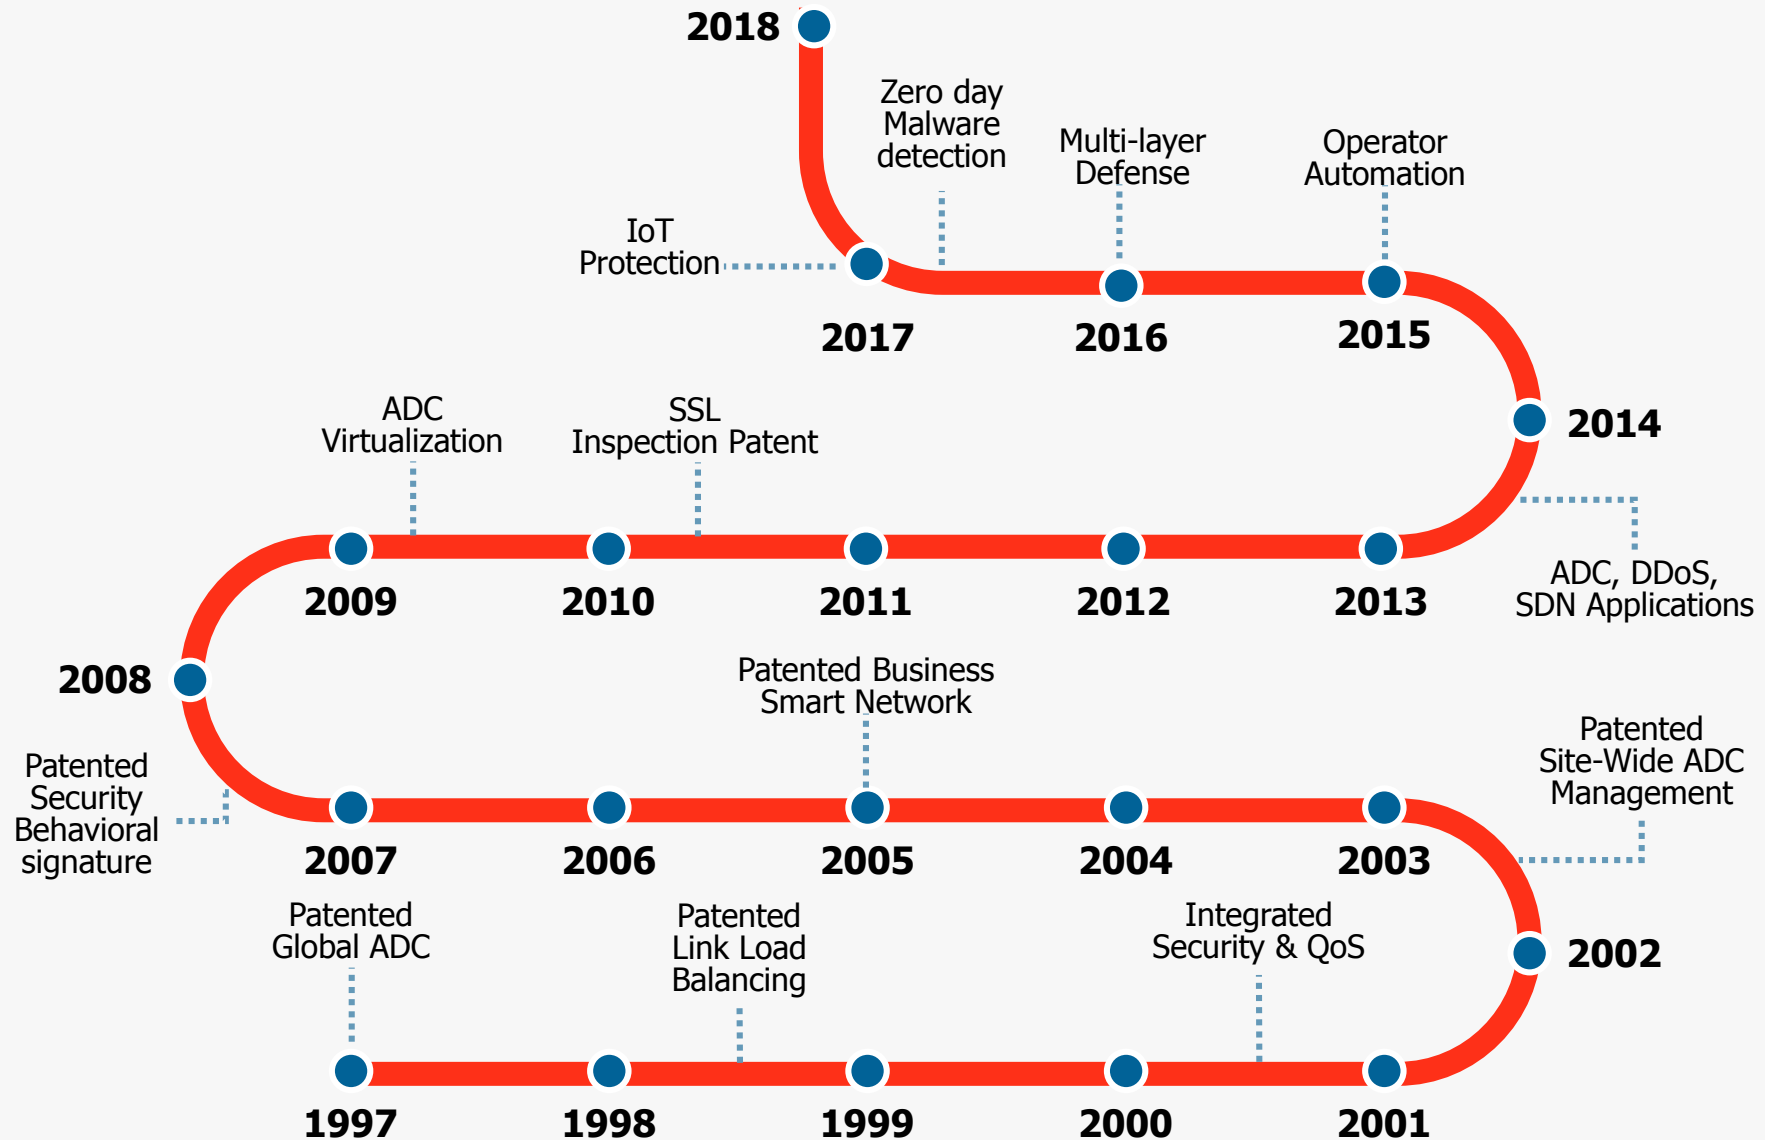 2018
Zero day
Malware
detection
Multi-layer
Defense
Operator
Automation
IoT
Protection
2017
2016
2015
2014
ADC
Virtualization
SSL
Inspection Patent
2009
2010
2011
2012
2013
ADC, DDoS,
SDN Applications
2008
Patented Business
Smart Network
Patented
Site-Wide ADC
Management
Patented
Security
Behavioral
signature
2007
2006
2005
2004
2003
Patented
Global ADC
Patented
Link Load
Balancing
Integrated
Security & QoS
2002
1997
1998
1999
2000
2001